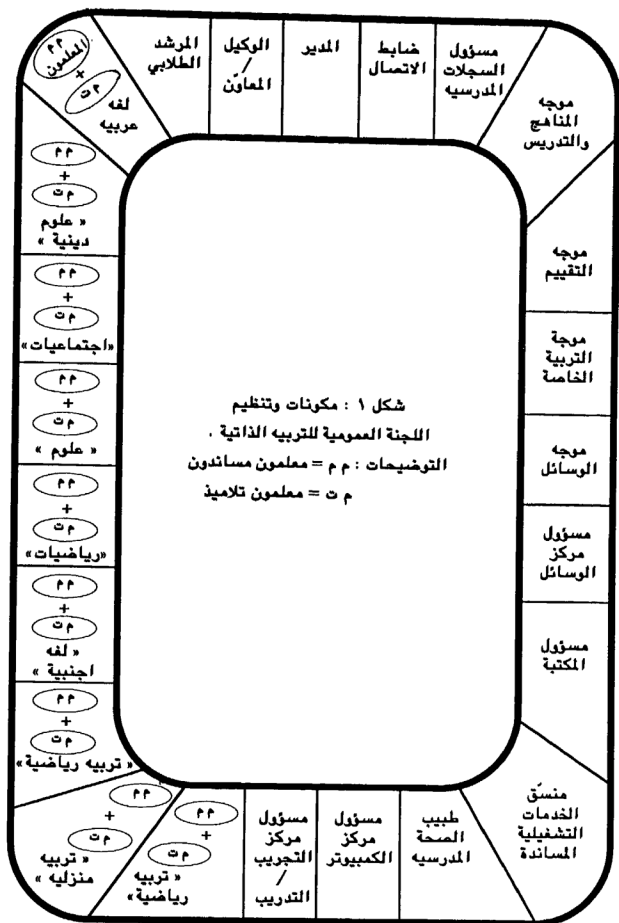 مسؤول
السجلات
المدرسيه
ضابط
الاتصال
المدير
الوكيل
/
المعاوّن
المرشد
الطلابي
م م
المعلمون
+
م ت
لغه
عربيه
م م
+
م ت
« علوم
دينية »
م م
+
م ت
«اجتماعيات»
م م
+
م ت
« علوم »
م م
+
م ت
«رياضيات»
م م
+
م ت
« لغه
اجنبية »
م م
+
م ت
« تربيه رياضية»
م م
+
م ت
« تربيه
منزليه »
م م
+
م ت
« تربيه
رياضية»
مسؤول
مركز
التجريب
/
التدريب
مسؤول
مركز
الكمبيوتر
طبيب
الصحة
المدرسيه
منسّق
الخدمات
التشغيلية
المساندة
مسؤول
المكتبة
مسؤول
مركز
الوسائل
موجه
الوسائل
موجة
التربية
الخاصة
موجه
التقييم
موجه
المناهج
والتدريس
شكل ١ : مكونات وتنظيم
اللجنة العمومية للتربيه الذاتية .
التوضيحات : م م = معلمون مساندون
م ت = معلمون تلاميذ